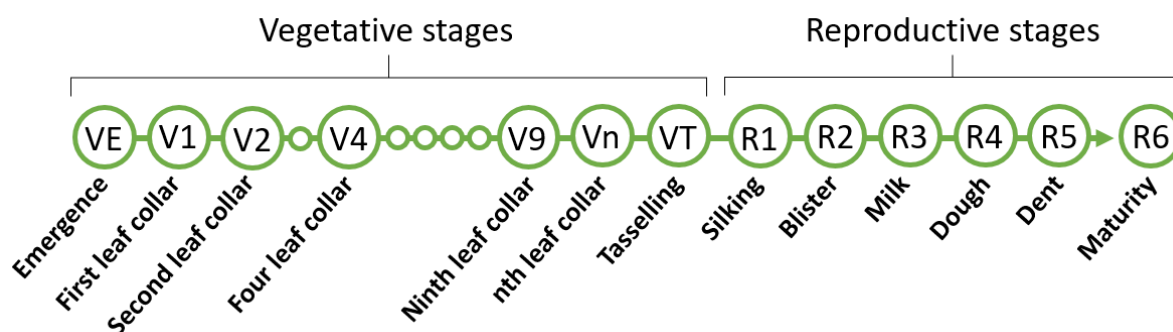 Vegetative stages
Reproductive stages
VE
V1
V2
V4
V9
Vn
VT
R1
R2
R3
R4
R5
R6
Emergence
First leaf collar
Second leaf collar
Four leaf collar
Ninth leaf collar
nth leaf collar
Tasselling
Silking
Blister
Milk
Dough
Dent
Maturity